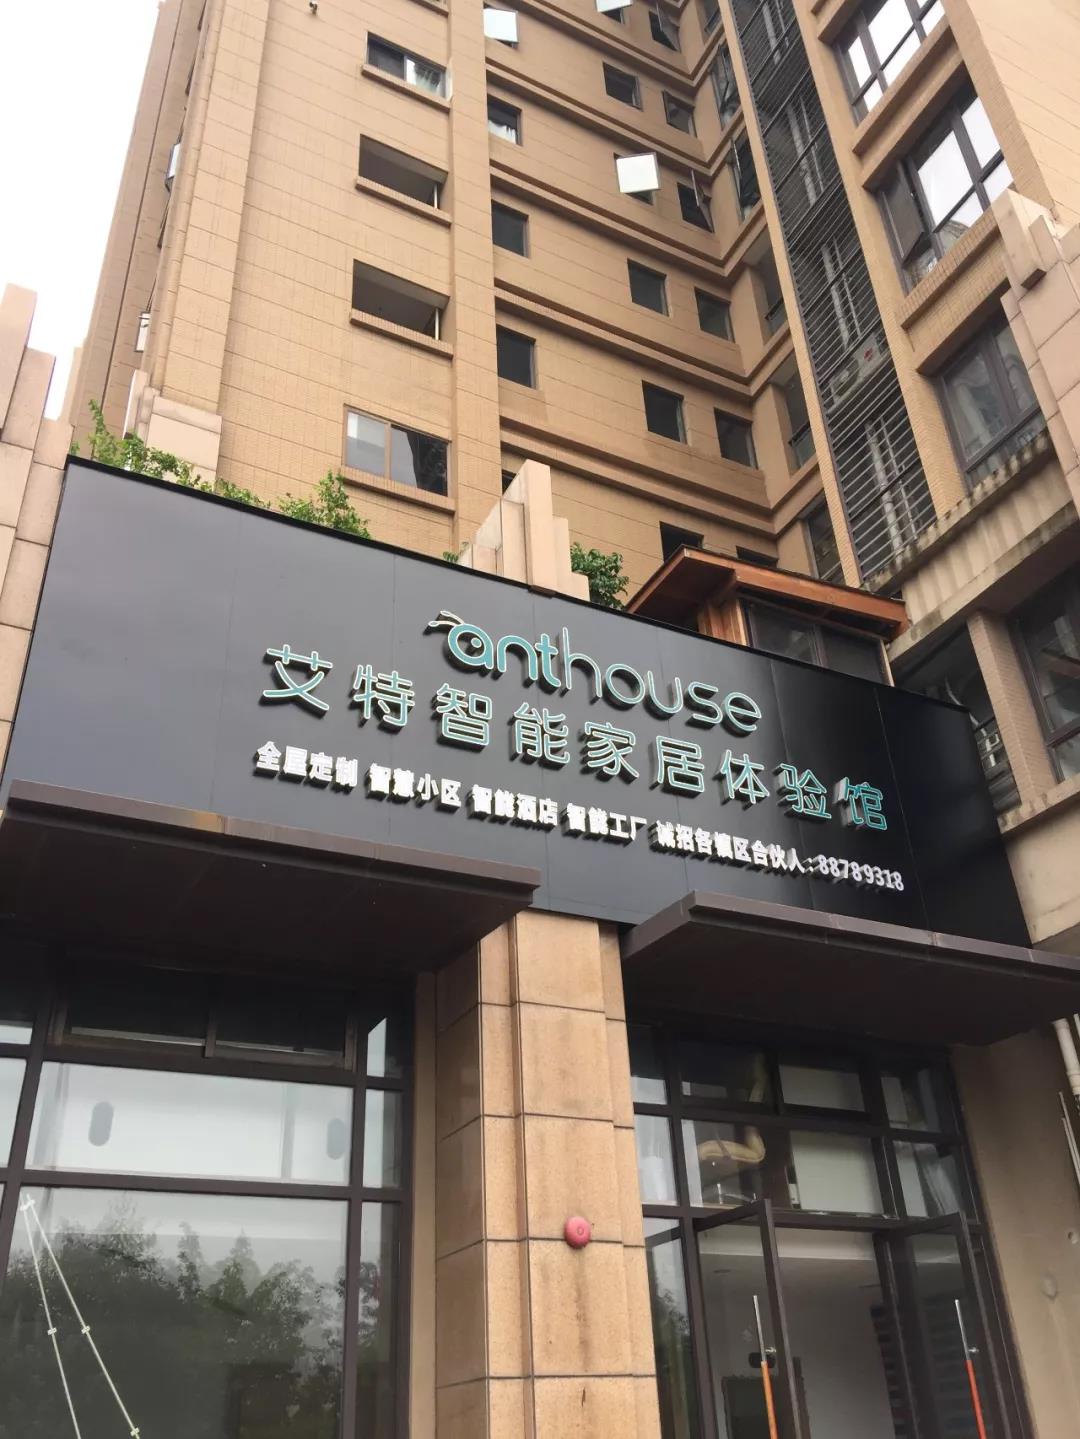 anthouse
艾特智能家居体验馆
全屋定制 智慧小区 智能酒店 智能工厂 诚招各镇区合伙人:88789318